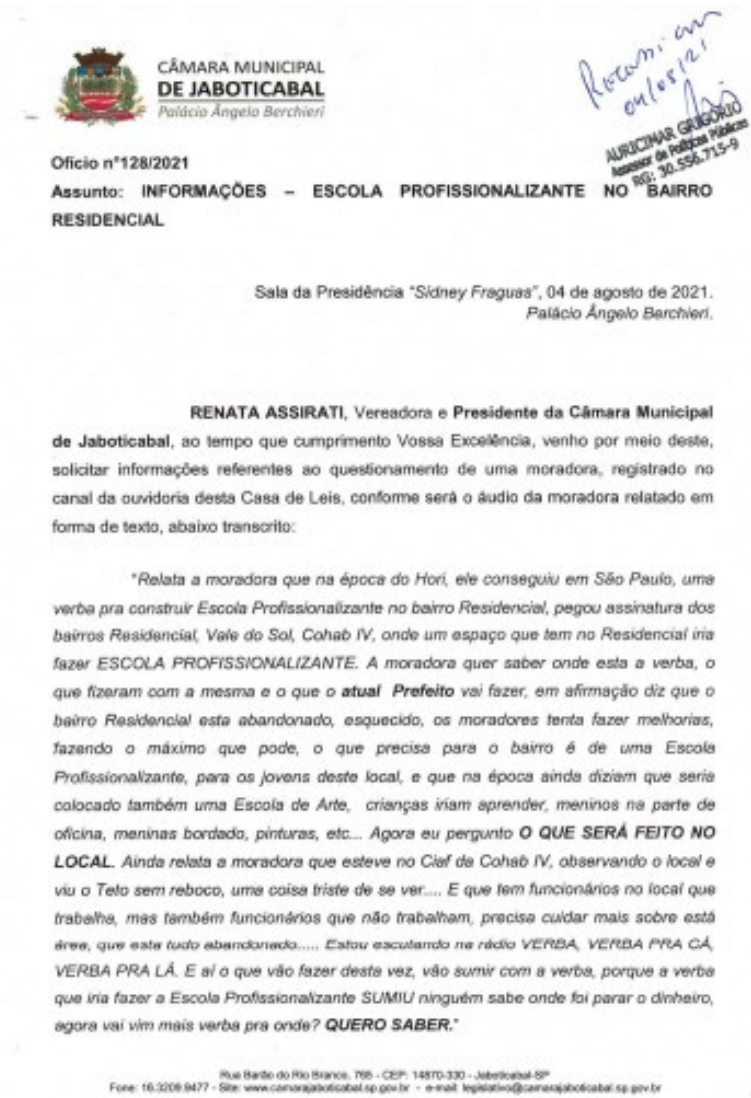 CÂMARA MUNICIPAL
DE JABOTICABAL
Palácio Ângelo Berchieri
04/08/21
AURICIMAR GRIGÓRIO
Assessor de Políticas Públicas
RG: 30.556.715-9
Ofício n°128/2021
Assunto: INFORMAÇÕES – ESCOLA PROFISSIONALIZANTE NO BAIRRO
RESIDENCIAL
Sala da Presidência "Sidney Fraguas", 04 de agosto de 2021.
Palácio Ângelo Berchieri.
RENATA ASSIRATI, Vereadora e Presidente da Câmara Municipal
de Jaboticabal, ao tempo que cumprimento Vossa Excelência, venho por meio deste,
solicitar informações referentes ao questionamento de uma moradora, registrado no
canal da ouvidoria desta Casa de Leis, conforme será o áudio da moradora relatado em
forma de texto, abaixo transcrito:
"Relata a moradora que na época do Hori, ele conseguiu em São Paulo, uma
verba pra construir Escola Profissionalizante no bairro Residencial, pegou assinatura dos
bairros Residencial, Vale do Sol, Cohab IV, onde um espaço que tem no Residencial iria
fazer ESCOLA PROFISSIONALIZANTE. A moradora quer saber onde esta a verba, o
que fizeram com a mesma e o que o atual Prefeito vai fazer, em afirmação diz que o
bairro Residencial esta abandonado, esquecido, os moradores tenta fazer melhorias,
fazendo o máximo que pode, o que precisa para o bairro é de uma Escola
Profissionalizante, para os jovens deste local, e que na época ainda diziam que seria
colocado também uma Escola de Arte, crianças iriam aprender, meninos na parte de
oficina, meninas bordado, pinturas, etc... Agora eu pergunto O QUE SERÁ FEITO NO
LOCAL. Ainda relata a moradora que esteve no Ciaf da Cohab IV, observando o local e
viu o Teto sem reboco, uma coisa triste de se ver.... E que tem funcionários no local que
trabalha, mas também funcionários que não trabalham, precisa cuidar mais sobre está
área, que esta tudo abandonado..... Estou escutando na rádio VERBA, VERBA PRA CÁ,
VERBA PRA LÁ. E aí o que vão fazer desta vez, vão sumir com a verba, porque a verba
que iria fazer a Escola Profissionalizante SUMIU ninguém sabe onde foi parar o dinheiro,
agora vai vim mais verba pra onde? QUERO SABER."
Rua Barão do Rio Branco, 765 - CEP: 14870-330 - Jaboticabal-SP
Fone: 16.3209.9477 - Site: www.camarajaboticabal.sp.gov.br - e-mail: legislativo@camarajaboticabal.sp.gov.br